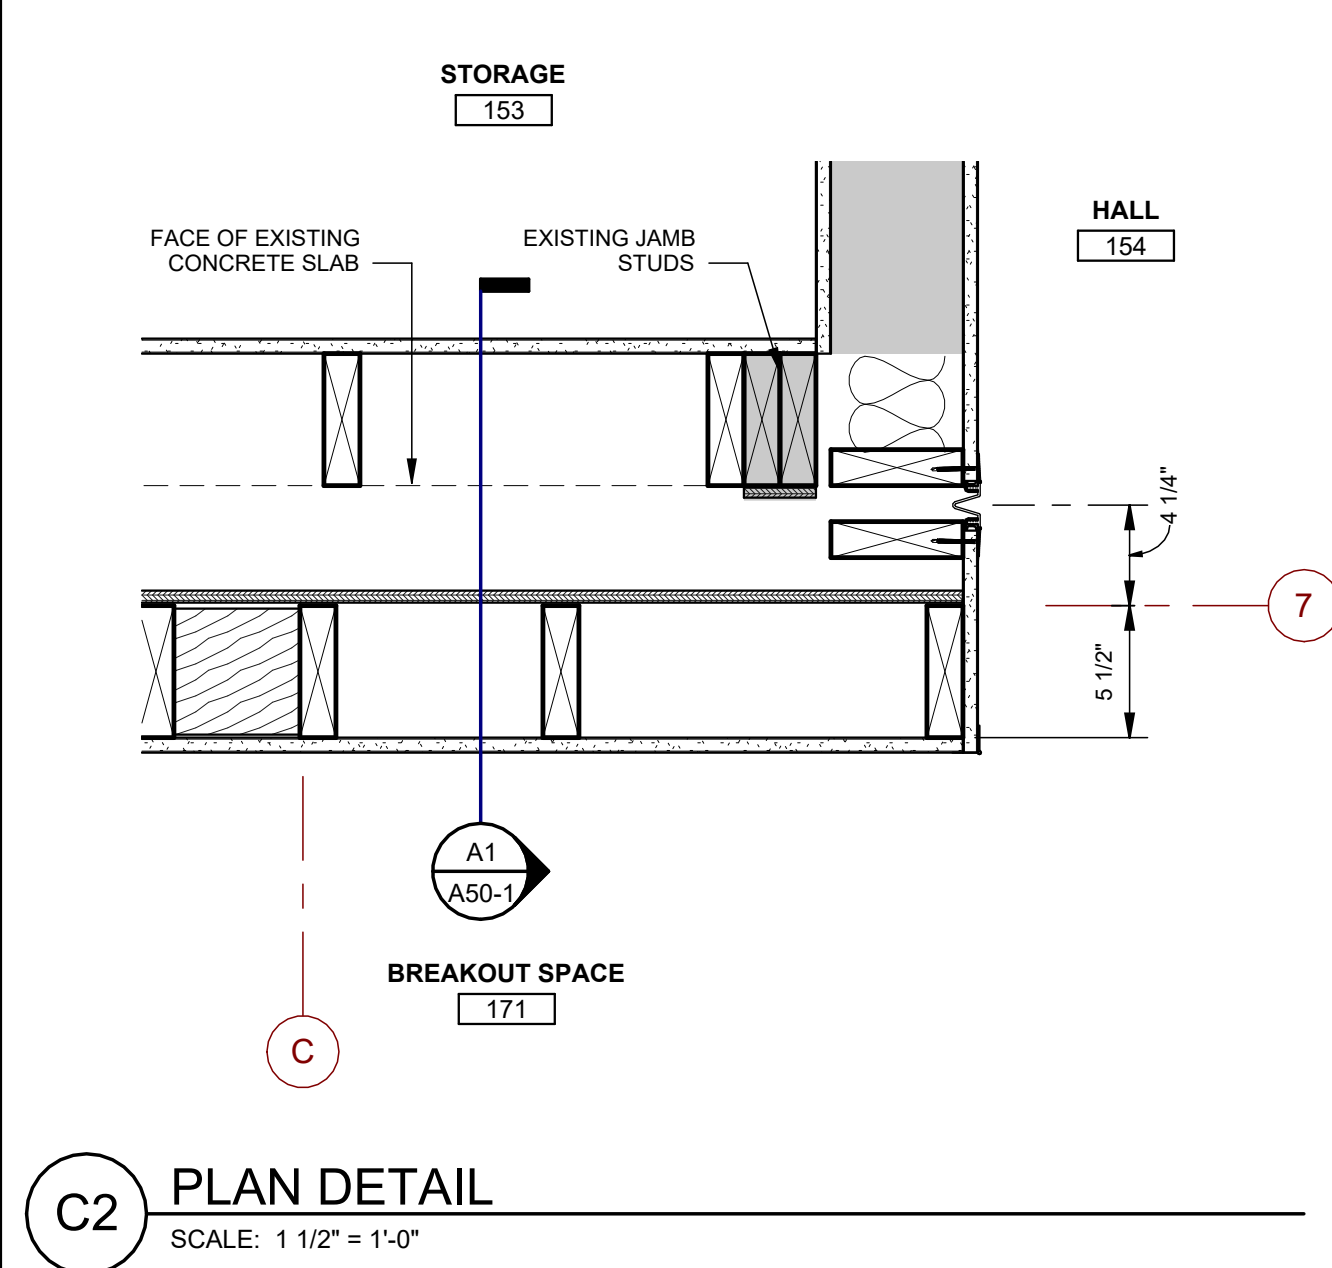 STORAGE
153
HALL
154
FACE OF EXISTING
CONCRETE SLAB
EXISTING JAMB
STUDS
4 1/4"
7
5 1/2"
A1
A50-1
BREAKOUT SPACE
171
C
C2
PLAN DETAIL
SCALE: 1 1/2" = 1'-0"